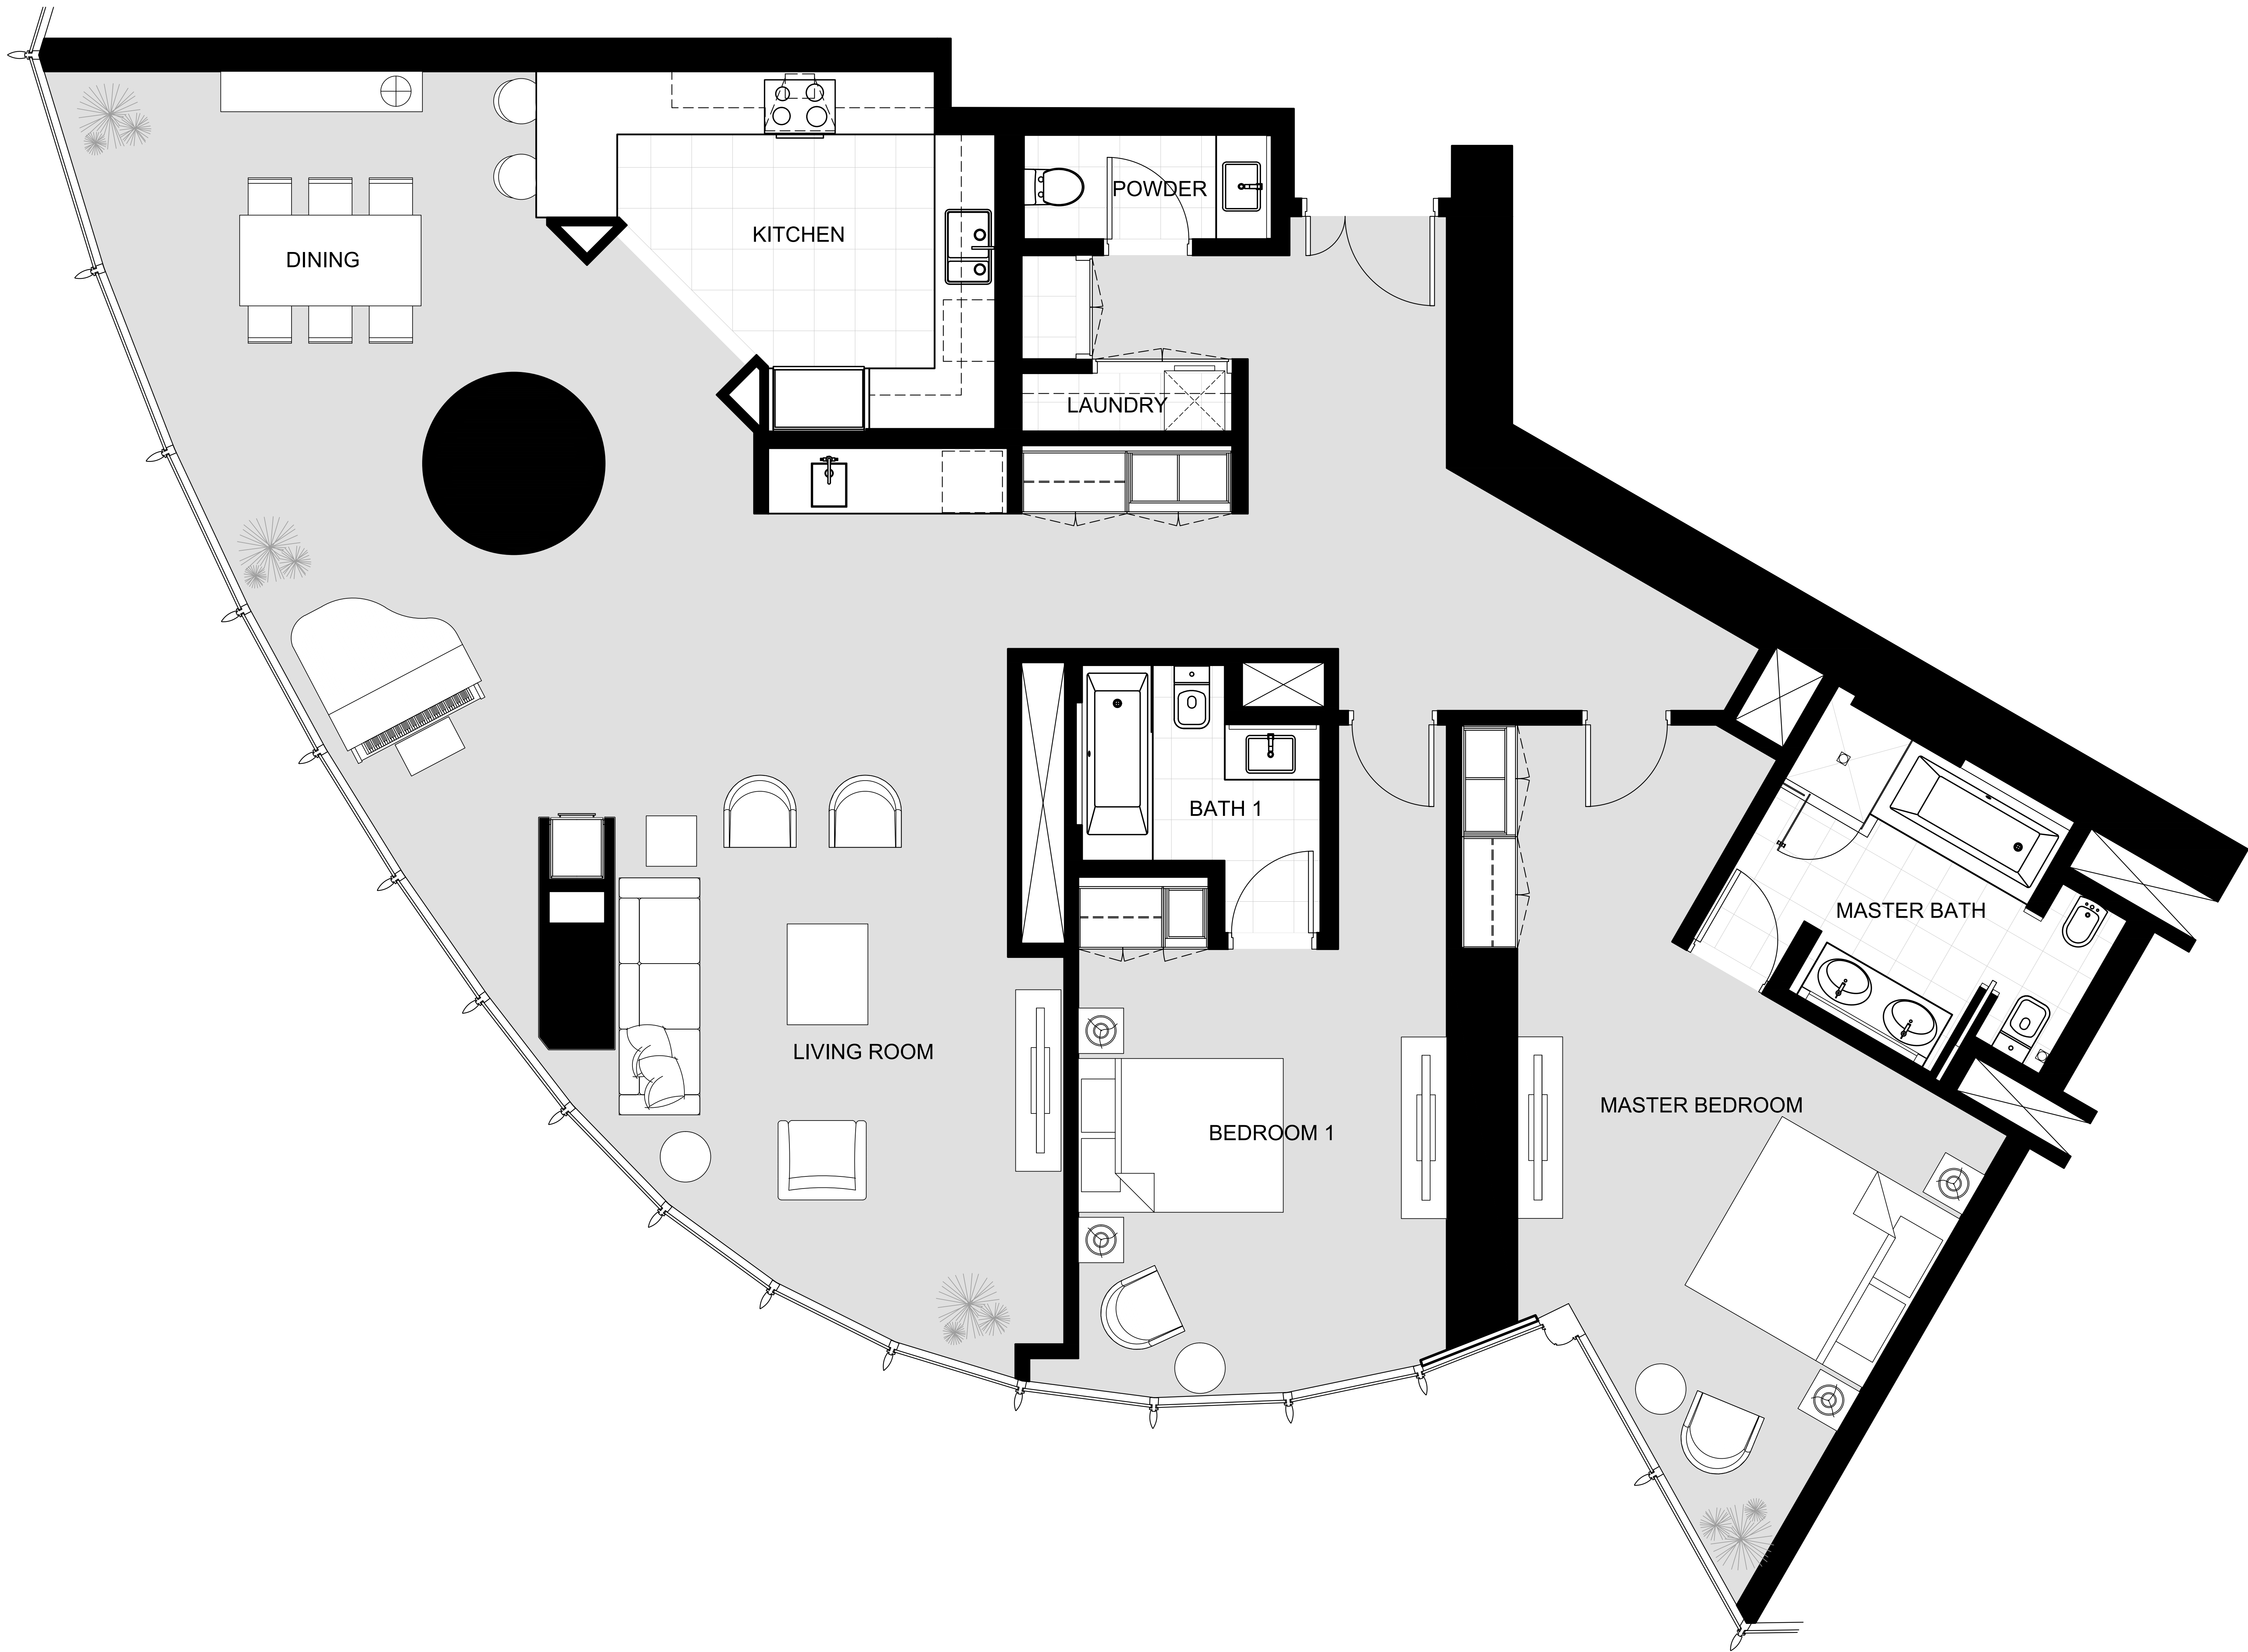 POWDER
KITCHEN
DINING
LAUNDRY
BATH 1
MASTER BATH
LIVING ROOM
MASTER BEDROOM
BEDROOM 1